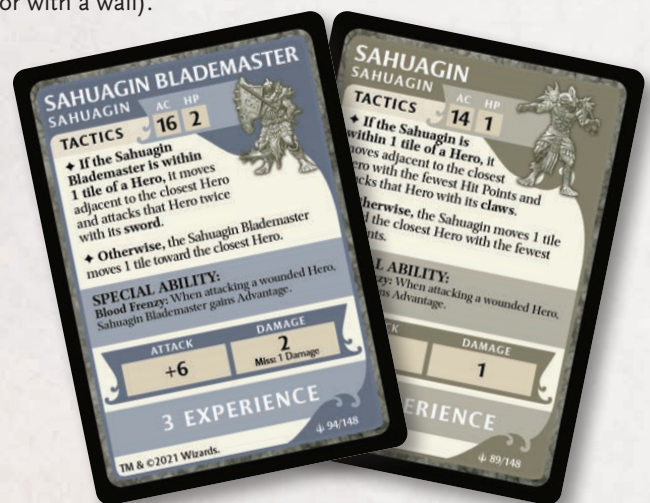 or with a wall).
SAHUAGIN BLADEMASTER
SAHUAGIN
AC HP
16 2
TACTICS
✦ If the Sahuagin
Blademaster is within
1 tile of a Hero, it moves
adjacent to the closest Hero
and attacks that Hero twice
with its sword.
✦ Otherwise, the Sahuagin Blademaster
moves 1 tile toward the closest Hero.
SPECIAL ABILITY:
Blood Frenzy: When attacking a wounded Hero,
Sahuagin Blademaster gains Advantage.
ATTACK DAMAGE
+6 2
Miss: 1 Damage
3 EXPERIENCE
94/148
TM & ©2021 Wizards.
SAHUAGIN
SAHUAGIN
AC HP
14 1
TACTICS
✦ If the Sahuagin is
within 1 tile of a Hero, it
moves adjacent to the closest
Hero with the fewest Hit Points and
that Hero with its claws.
the Sahuagin moves 1 tile
the closest Hero with the fewest
ABILITY:
When attacking a wounded Hero,
Advantage.
DAMAGE
1
89/148